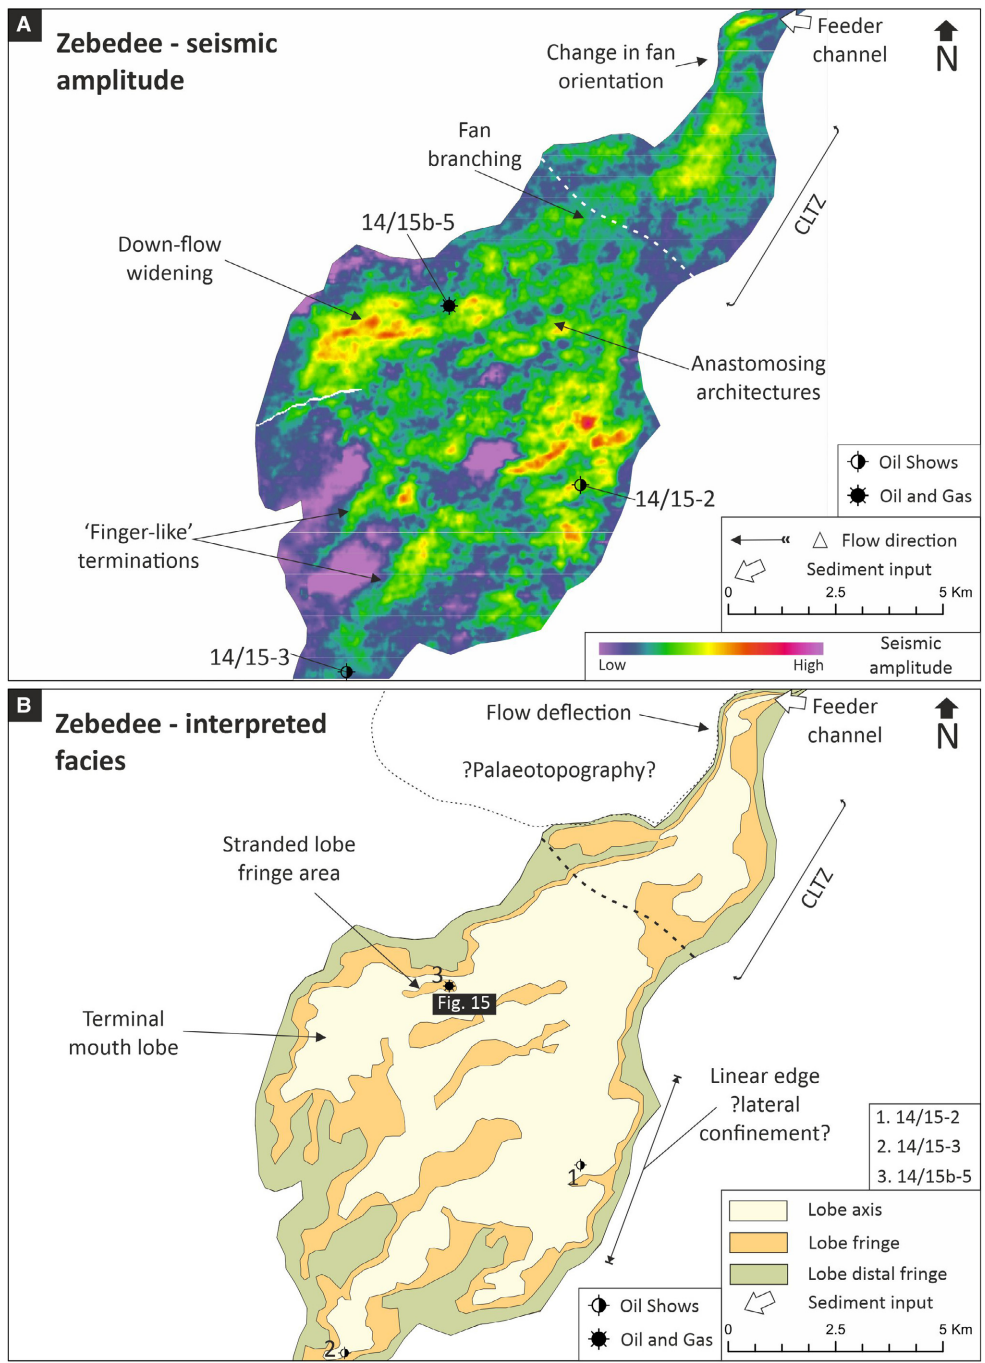 A
Zebedee - seismic
amplitude
Feeder
channel
N
Change in fan
orientation
Fan
branching
CLTZ
14/15b-5
Down-flow
widening
Anastomosing
architectures
Oil Shows
Oil and Gas
14/15-2
'Finger-like'
terminations
Flow direction
Sediment input
0 2.5 5 Km
14/15-3
Low High
Seismic
amplitude
B
Zebedee - interpreted
facies
Flow deflection
Feeder
channel
N
?Palaeotopography?
Stranded lobe
fringe area
CLTZ
3
Fig. 15
Terminal
mouth lobe
Linear edge
?lateral
confinement?
1. 14/15-2
2. 14/15-3
3. 14/15b-5
1
Lobe axis
Lobe fringe
Lobe distal fringe
Sediment input
Oil Shows
Oil and Gas
0 2.5 5 Km
2